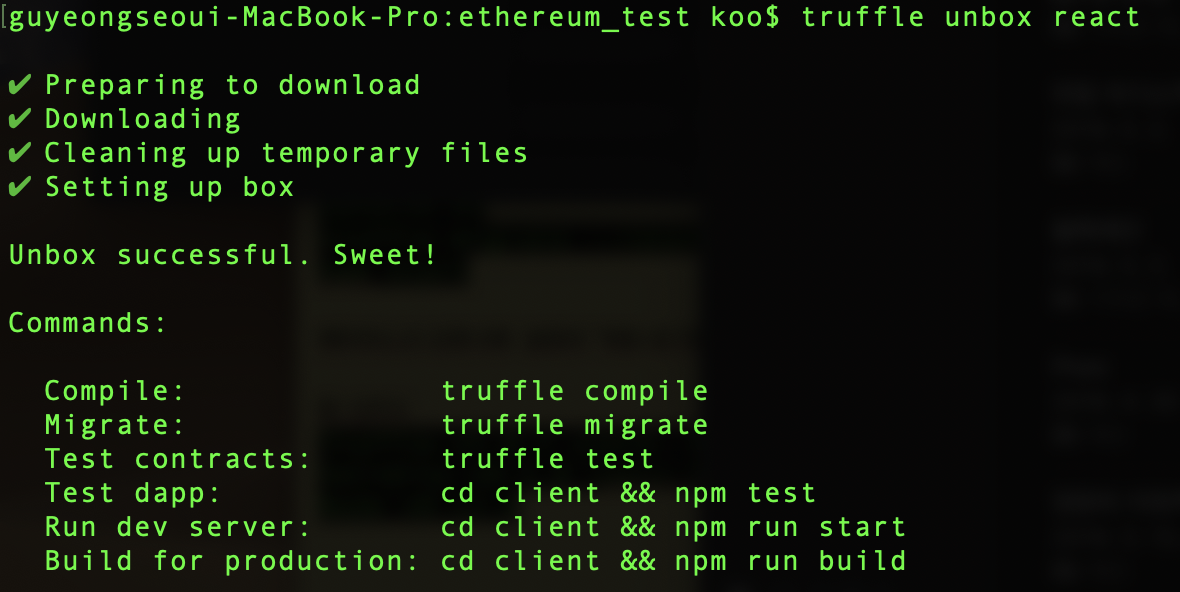 guyeongseoui-MacBook-Pro:ethereum_test koo$ truffle unbox react
✔ Preparing to download
✔ Downloading
✔ Cleaning up temporary files
✔ Setting up box
Unbox successful. Sweet!
Commands:
Compile: truffle compile
Migrate: truffle migrate
Test contracts: truffle test
Test dapp: cd client && npm test
Run dev server: cd client && npm run start
Build for production: cd client && npm run build